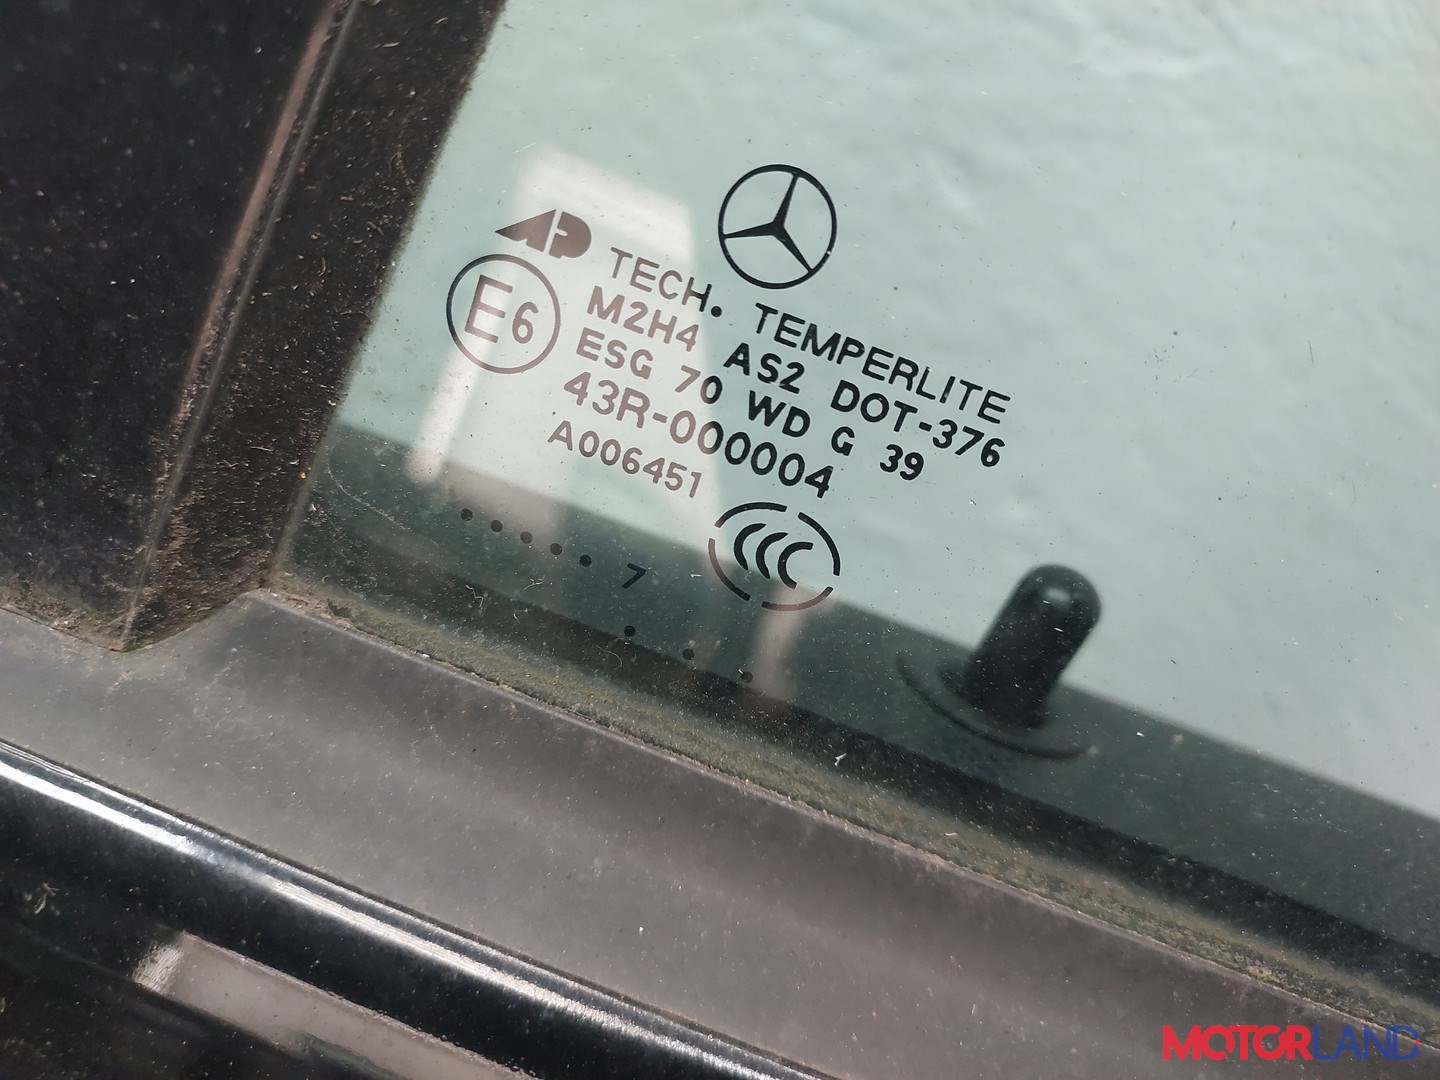 AP TECH. TEMPERLITE
E6
M2H4 AS2 DOT-376
ESG 70 WD G 39
43R-000004
A006451
CCC
.....7
...
MOTORLAND